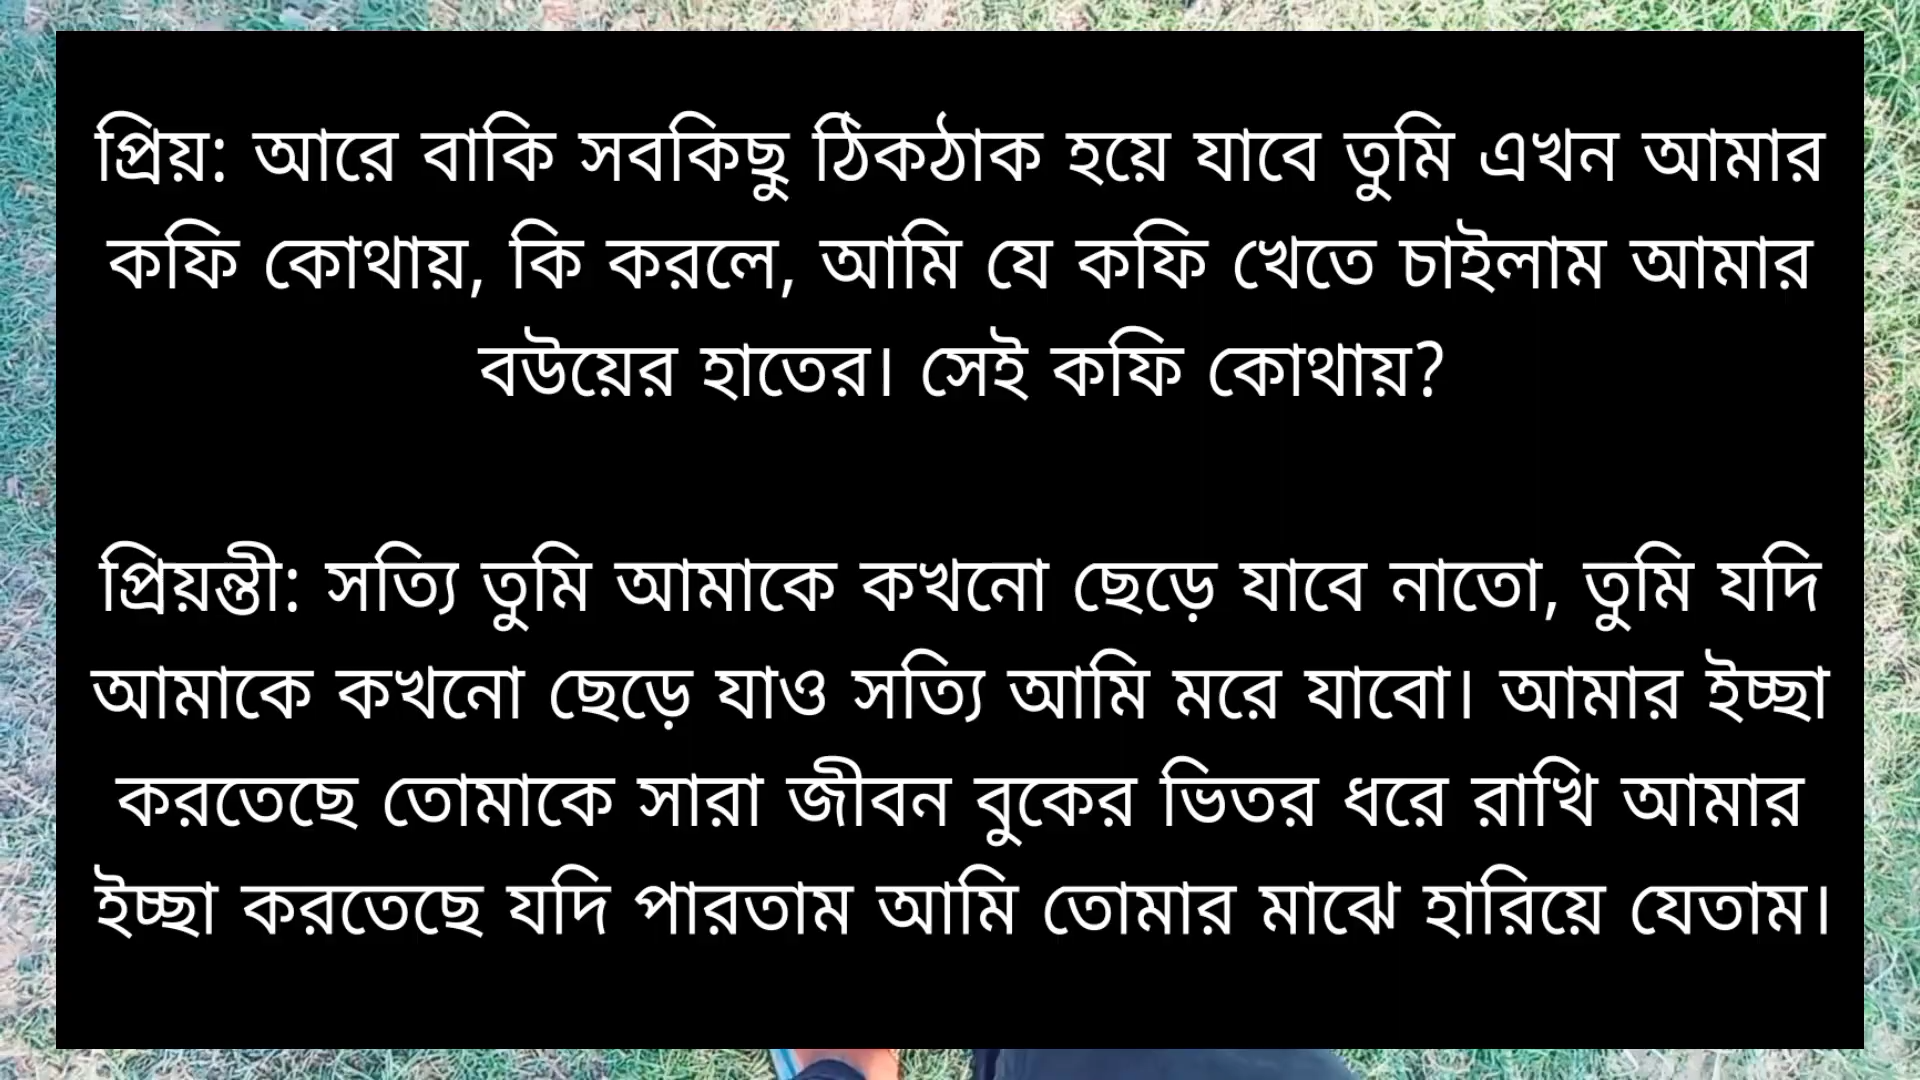 প্রিয়: আরে বাকি সবকিছু ঠিকঠাক হয়ে যাবে তুমি এখন আমার
কফি কোথায়, কি করলে, আমি যে কফি খেতে চাইলাম আমার
বউয়ের হাতের। সেই কফি কোথায়?
প্রিয়ন্তী: সত্যি তুমি আমাকে কখনো ছেড়ে যাবে নাতো, তুমি যদি
আমাকে কখনো ছেড়ে যাও সত্যি আমি মরে যাবো। আমার ইচ্ছা
করতেছে তোমাকে সারা জীবন বুকের ভিতর ধরে রাখি আমার
ইচ্ছা করতেছে যদি পারতাম আমি তোমার মাঝে হারিয়ে যেতাম।